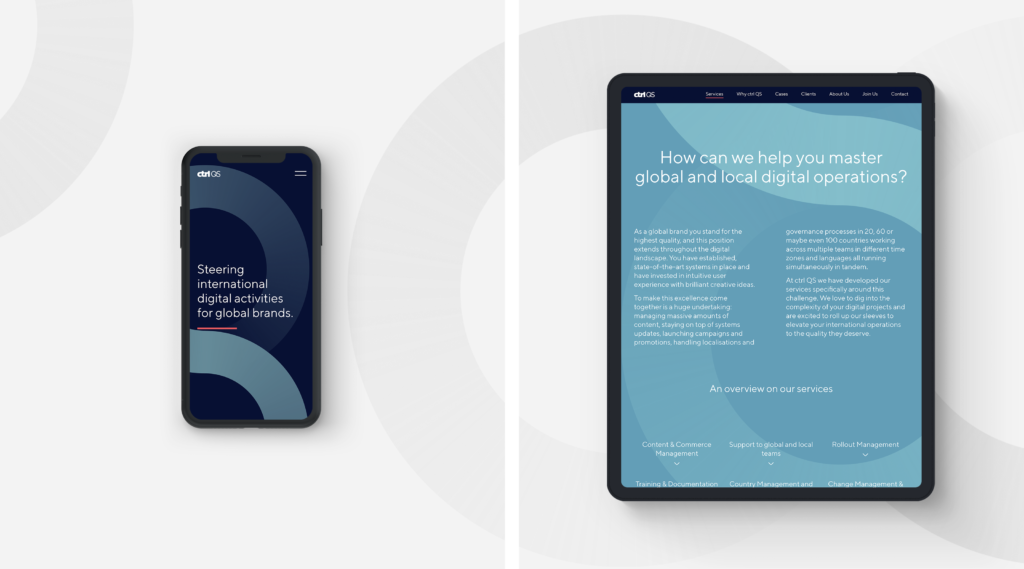 ctrl QS
Steering
international
digital activities
for global brands.
ctrl QS
Services
Why ctrl QS
Cases
Clients
About Us
Join Us
Contact
How can we help you master
global and local digital operations?
As a global brand you stand for the
highest quality, and this position
extends throughout the digital
landscape. You have established,
state-of-the-art systems in place and
have invested in intuitive user
experience with brilliant creative ideas.
To make this excellence come
together is a huge undertaking:
managing massive amounts of
content, staying on top of systems
updates, launching campaigns and
promotions, handling localisations and
governance processes in 20, 60 or
maybe even 100 countries working
across multiple teams in different time
zones and languages all running
simultaneously in tandem.
At ctrl QS we have developed our
services specifically around this
challenge. We love to dig into the
complexity of your digital projects and
are excited to roll up our sleeves to
elevate your international operations
to the quality they deserve.
An overview on our services
Content & Commerce
Management
Support to global and local
teams
Rollout Management
Training & Documentation
Country Management and
Change Management &